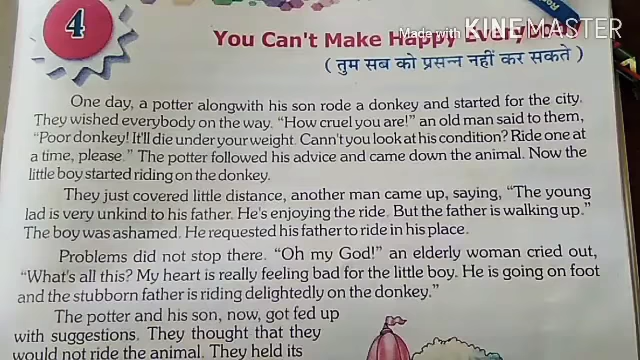 4
Made with KINEMASTER
You Can't Make Happy Every
( तुम सब को प्रसन्न नहीं कर सकते )
One day, a potter alongwith his son rode a donkey and started for the city.
They wished everybody on the way. “How cruel you are!” an old man said to them,
“Poor donkey! It'll die under your weight. Cann't you look at his condition? Ride one at
a time, please.” The potter followed his advice and came down the animal. Now the
little boy started riding on the donkey.
They just covered little distance, another man came up, saying, “The young
lad is very unkind to his father. He's enjoying the ride. But the father is walking up.”
The boy was ashamed. He requested his father to ride in his place.
Problems did not stop there. “Oh my God!” an elderly woman cried out,
“What's all this? My heart is really feeling bad for the little boy. He is going on foot
and the stubborn father is riding delightedly on the donkey.”
The potter and his son, now, got fed up
with suggestions. They thought that they
would not ride the animal. They held its